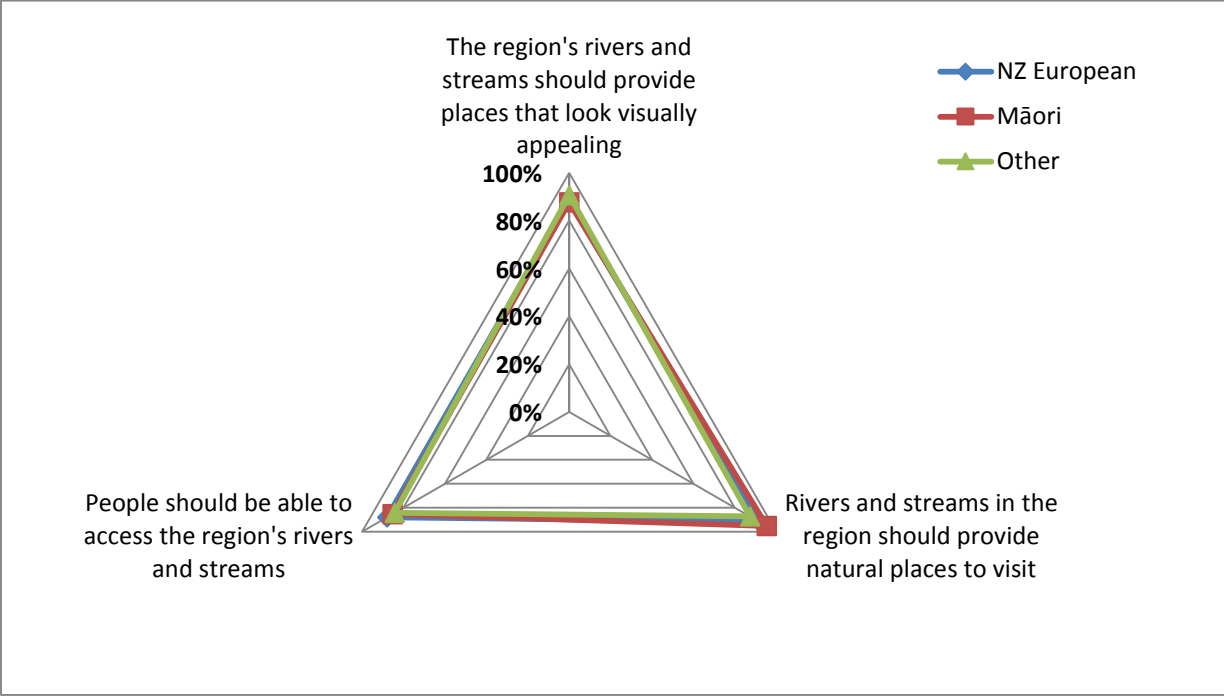 The region's rivers and
streams should provide
places that look visually
appealing
NZ European
Māori
Other
100%
80%
60%
40%
20%
0%
People should be able to
access the region's rivers
and streams
Rivers and streams in the
region should provide
natural places to visit